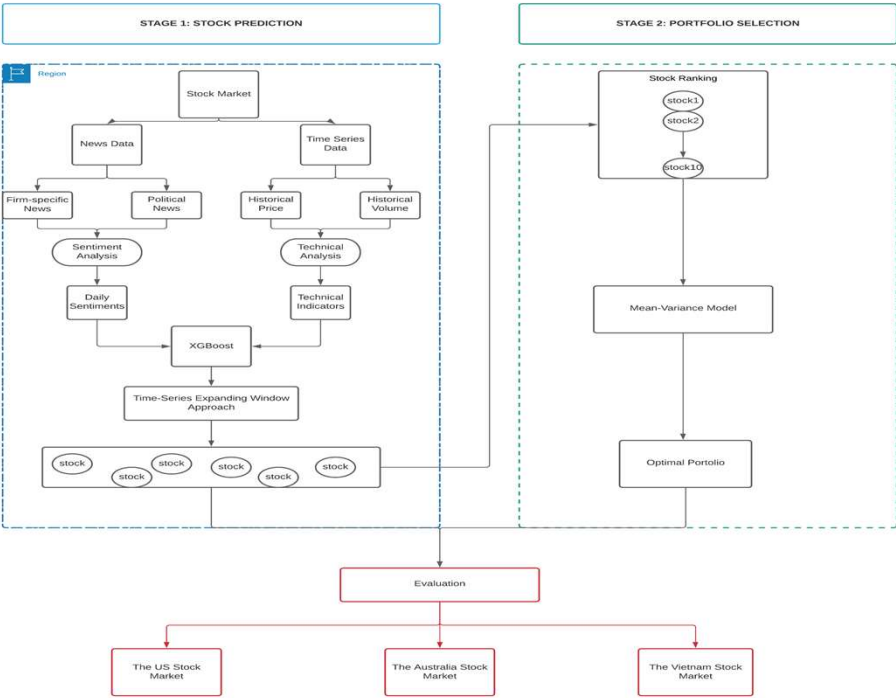 STAGE 1: STOCK PREDICTION
STAGE 2: PORTFOLIO SELECTION
Region
Stock Market
News Data
Time Series
Data
Firm-specific
News
Political
News
Historical
Price
Historical
Volume
Sentiment
Analysis
Technical
Analysis
Daily
Sentiments
Technical
Indicators
XGBoost
Time-Series Expanding Window
Approach
stock
stock
stock
stock
stock
stock
Stock Ranking
stock1
stock2
stock10
Mean-Variance Model
Optimal Portolio
Evaluation
The US Stock
Market
The Australia Stock
Market
The Vietnam Stock
Market